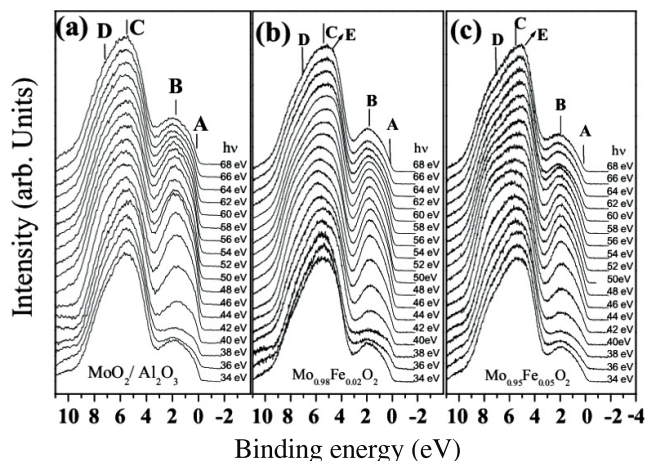 Intensity (arb. Units)
(a)
D
C
B
A
hν
68 eV
66 eV
64 eV
62 eV
60 eV
58 eV
56 eV
54 eV
52 eV
50 eV
48 eV
46 eV
44 eV
42 eV
40 eV
38 eV
36 eV
34 eV
MoO₂/ Al₂O₃
(b)
D
C
E
B
A
hν
68 eV
66 eV
64 eV
62 eV
60 eV
58 eV
56 eV
54 eV
52 eV
50eV
48 eV
46 eV
44 eV
42 eV
40eV
38 eV
36 eV
34 eV
Mo₀.₉₈Fe₀.₀₂O₂
(c)
D
C
E
B
A
hν
68 eV
66 eV
64 eV
62 eV
60 eV
58 eV
56 eV
54 eV
52 eV
50eV
48 eV
46 eV
44 eV
42 eV
40eV
38 eV
36 eV
34 eV
Mo₀.₉₅Fe₀.₀₅O₂
10 8 6 4 2 0 -2 10 8 6 4 2 0 -2 10 8 6 4 2 0 -2 -4
Binding energy (eV)